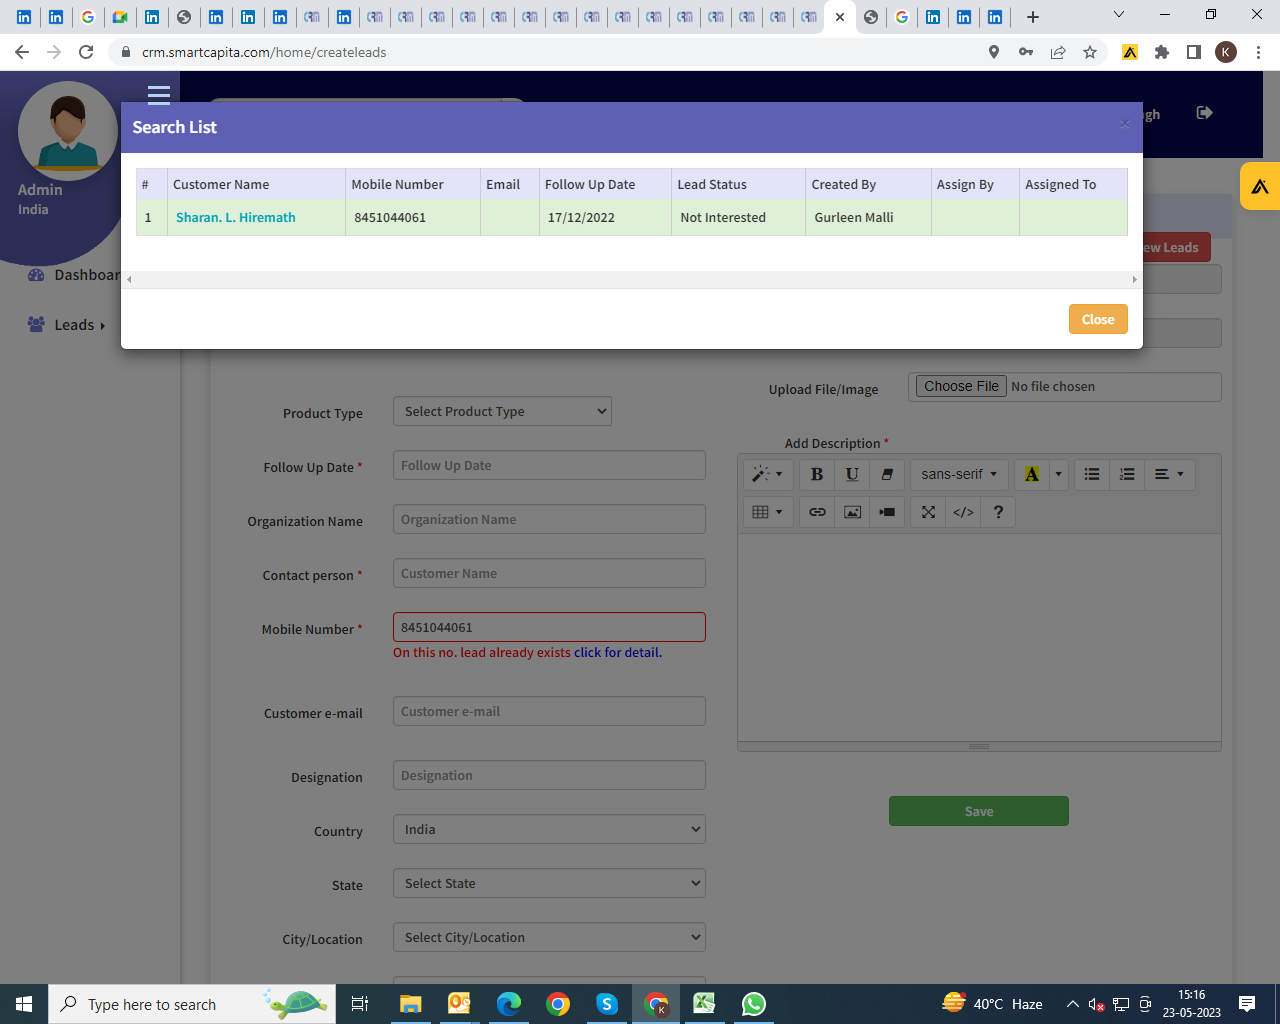 crm.smartcapita.com/home/createleads
K
Search List
×
gh
Admin
India
# Customer Name Mobile Number Email Follow Up Date Lead Status Created By Assign By Assigned To
1 Sharan. L. Hiremath 8451044061 17/12/2022 Not Interested Gurleen Malli
ew Leads
Dashboar
Leads
Close
Upload File/Image Choose File No file chosen
Product Type Select Product Type
Add Description *
Follow Up Date * Follow Up Date
B U sans-serif A
Organization Name Organization Name
</> ?
Contact person * Customer Name
Mobile Number * 8451044061
On this no. lead already exists click for detail.
Customer e-mail Customer e-mail
Designation Designation
Save
Country India
State Select State
City/Location Select City/Location
Type here to search
40°C Haze
15:16
23-05-2023